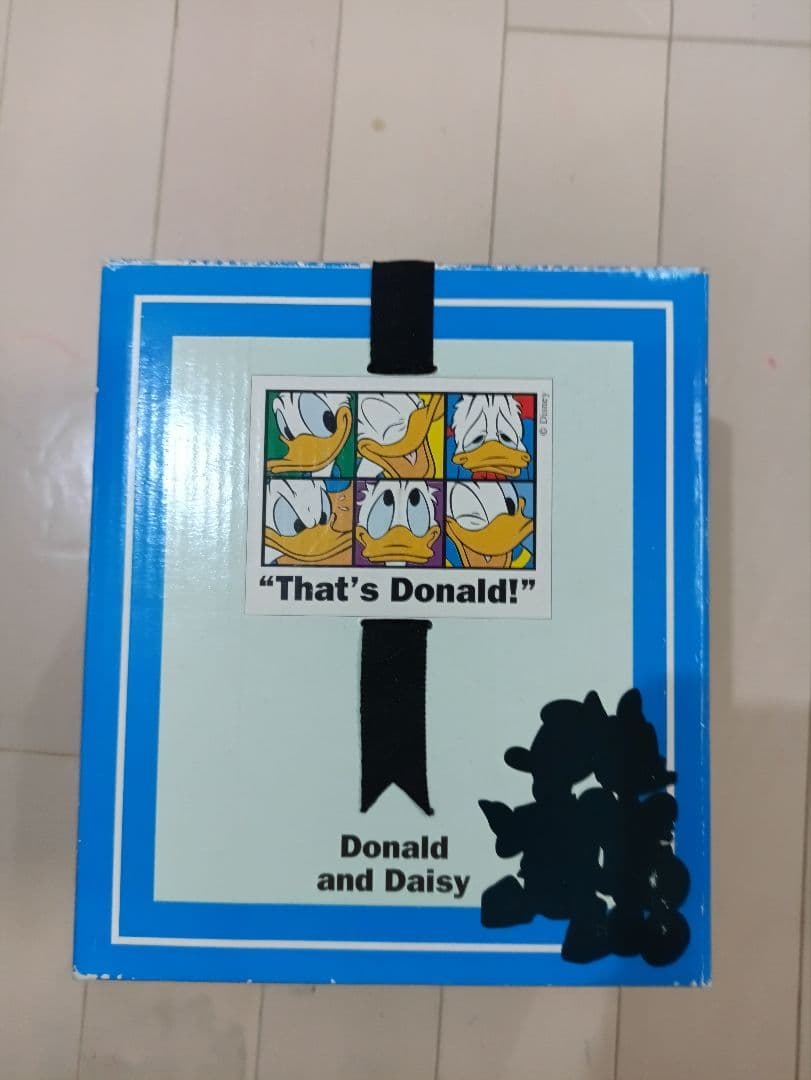 © Disney
“That’s Donald!”
Donald
and Daisy